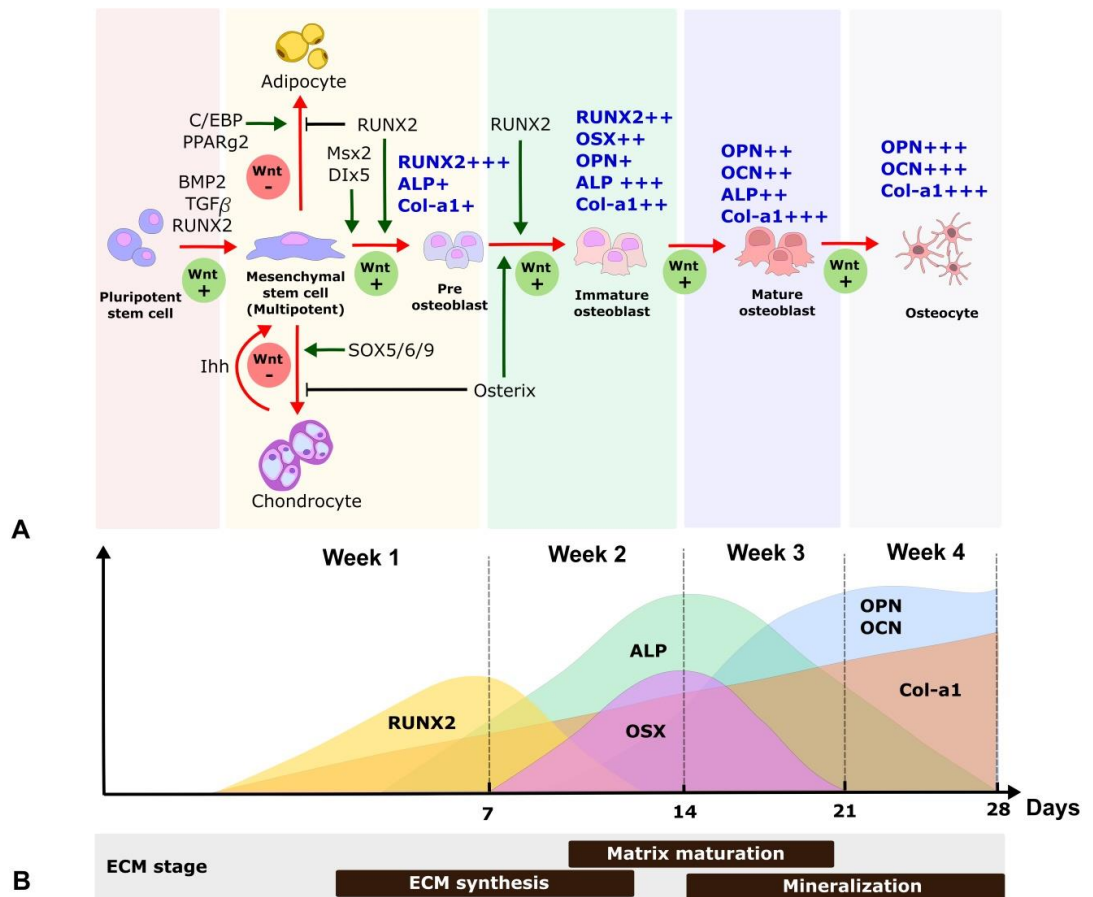 Adipocyte
C/EBP
PPARg2
RUNX2
Wnt
-
Msx2
DIx5
BMP2
TGFβ
RUNX2
Wnt
+
Pluripotent
stem cell
Mesenchymal
stem cell
(Multipotent)
RUNX2+++
ALP+
Col-a1+
Wnt
+
Pre
osteoblast
RUNX2
Wnt
+
RUNX2++
OSX++
OPN+
ALP +++
Col-a1++
Immature
osteoblast
Wnt
+
OPN++
OCN++
ALP++
Col-a1+++
Mature
osteoblast
Wnt
+
OPN+++
OCN+++
Col-a1+++
Osteocyte
Ihh
Wnt
-
SOX5/6/9
Osterix
Chondrocyte
A
Week 1
Week 2
Week 3
Week 4
RUNX2
ALP
OSX
OPN
OCN
Col-a1
7
14
21
28
Days
B
ECM stage
Matrix maturation
ECM synthesis
Mineralization